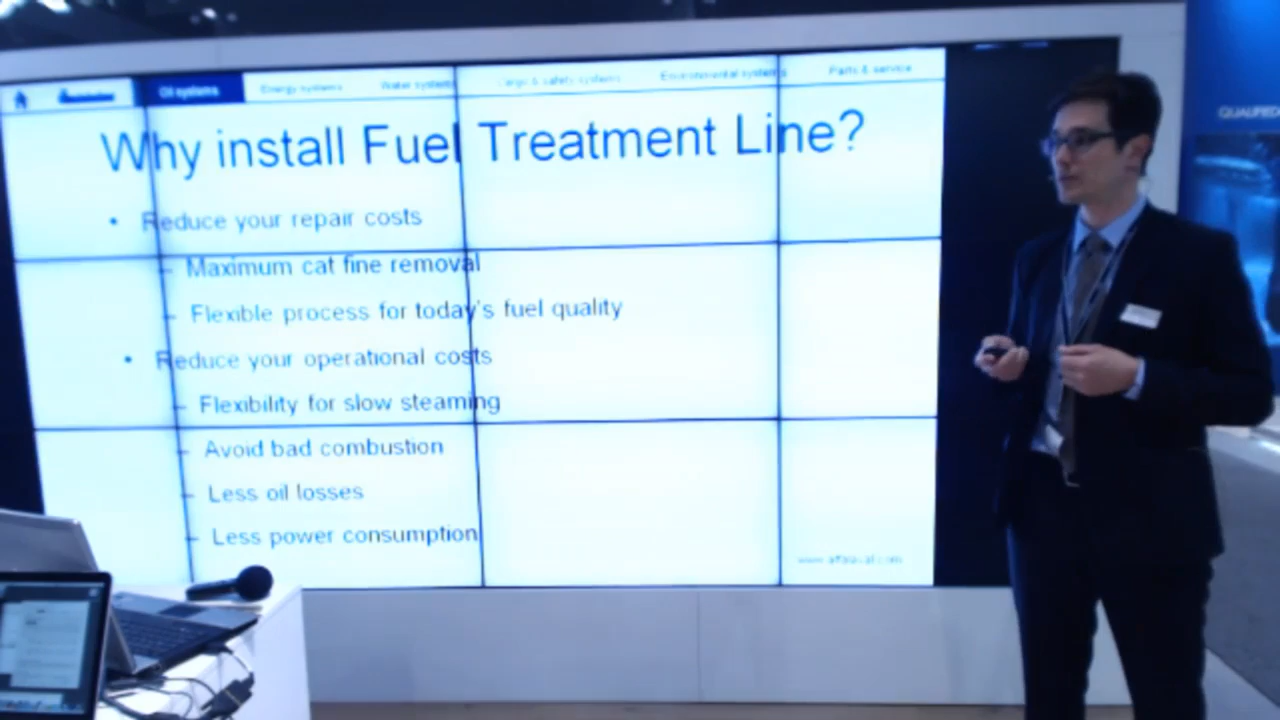 Oil systems
Energy systems
Water systems
Cargo & safety systems
Environmental systems
Parts & service
Why install Fuel Treatment Line?
• Reduce your repair costs
– Maximum cat fine removal
– Flexible process for today's fuel quality
• Reduce your operational costs
– Flexibility for slow steaming
– Avoid bad combustion
– Less oil losses
– Less power consumption
www.alfalaval.com